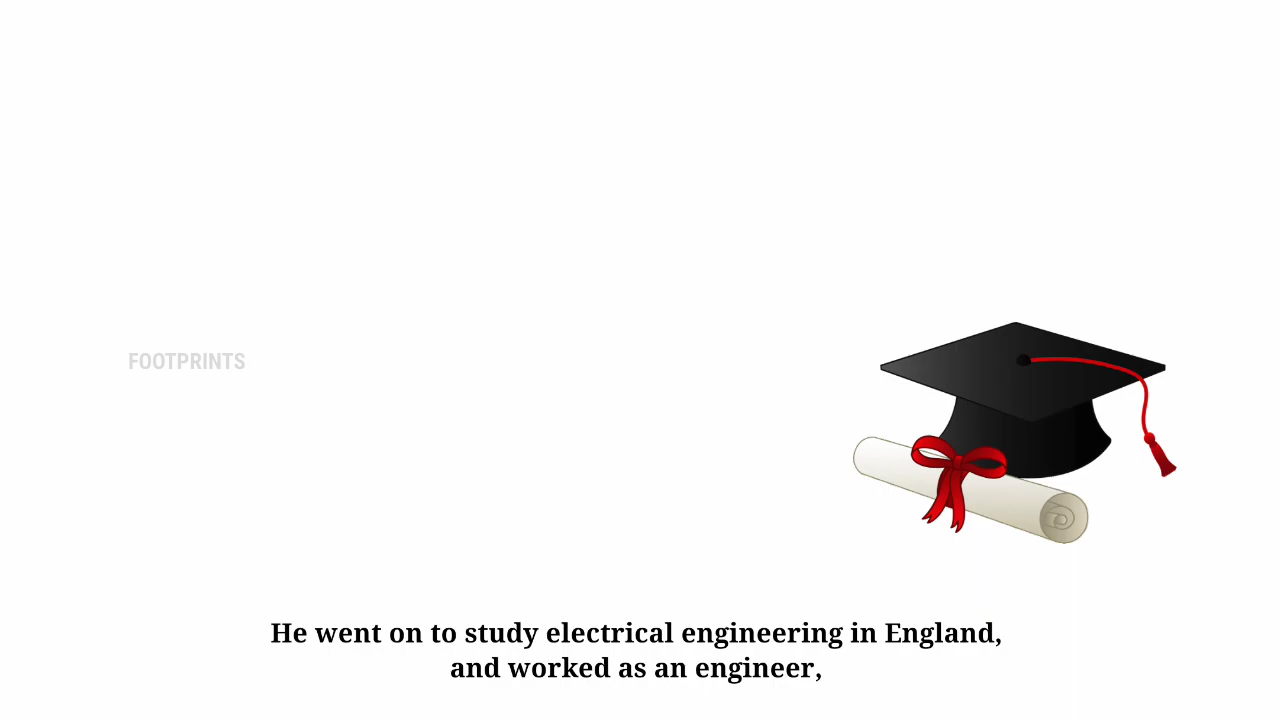 FOOTPRINTS
He went on to study electrical engineering in England,
and worked as an engineer,